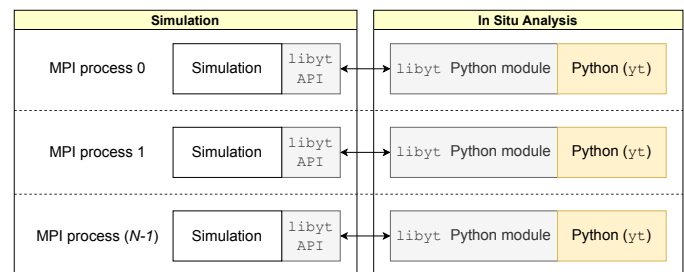 Simulation
In Situ Analysis
MPI process 0
Simulation
libyt
API
libyt Python module
Python (yt)
MPI process 1
Simulation
libyt
API
libyt Python module
Python (yt)
MPI process (N-1)
Simulation
libyt
API
libyt Python module
Python (yt)